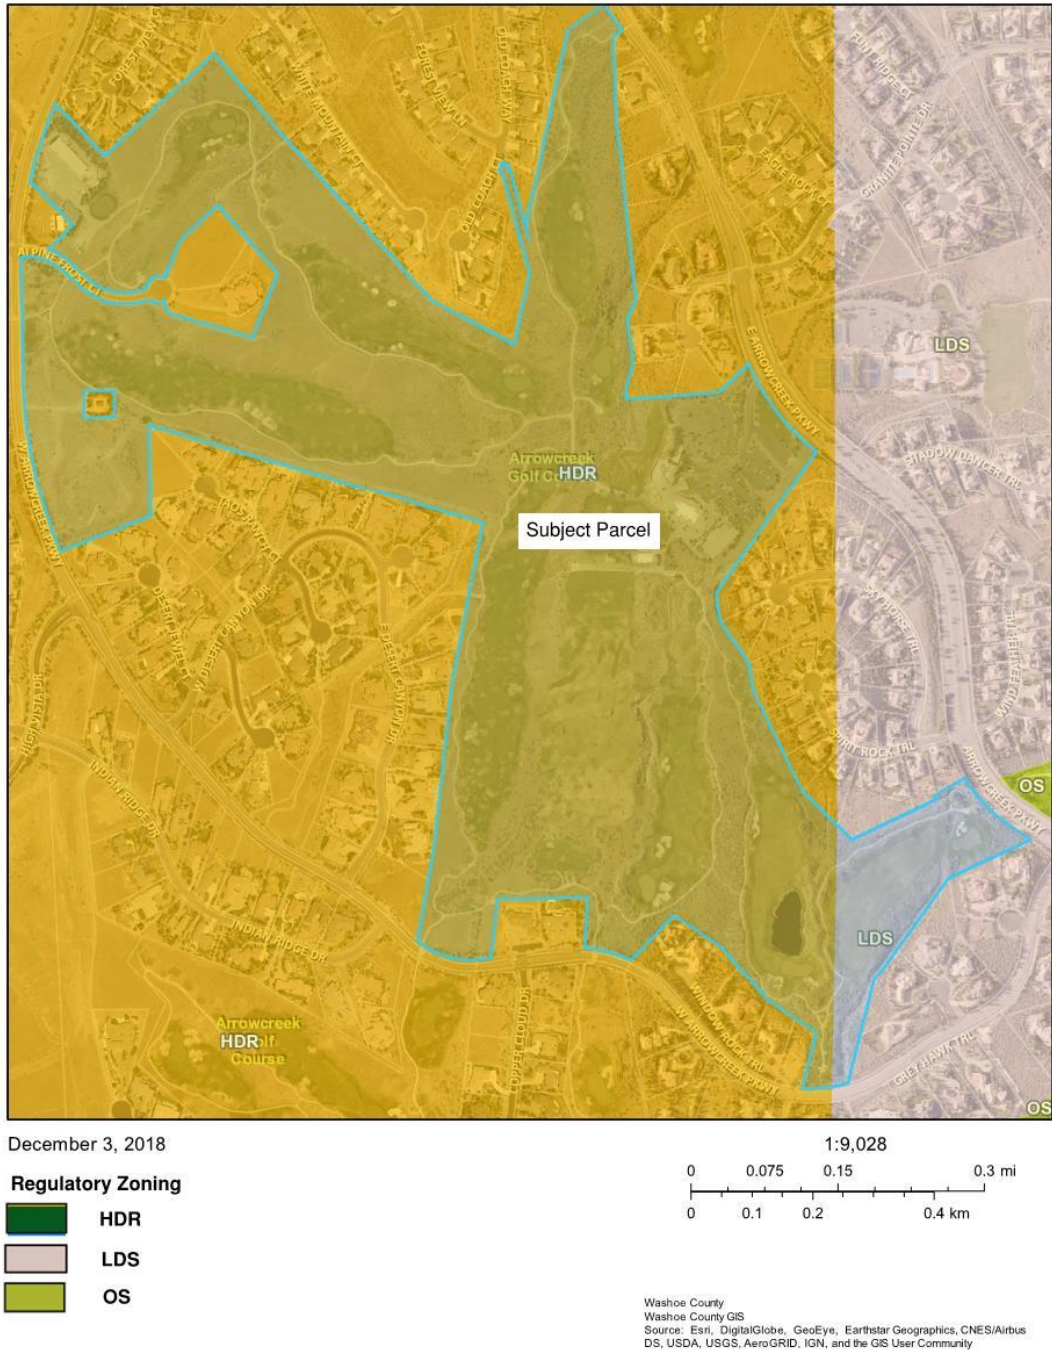 FOREST VIEW
WHITE MOUNTAIN CT
FOREST VIEW LN
OLD COACH WAY
OLD COACH
FLINT RIDGE CT
GRANITE POINTE DR
ROCK CT
ALPINE FROST CT
E ARROWCREEK PKWY
LDS
SHADOW DANCER TRL
Arrowcreek
Golf
HDR
Subject Parcel
W ARROWCREEK PKWY
TAOS RANCH CT
DESERT JEWEL CT
W DESERT CANYON DR
E DESERT CANYON DR
SKY HORSE TRL
WIND FEATHER TRL
HIGH VISTA DR
SPIRIT ROCK TRL
ARROWCREEK PKWY
OS
INDIAN RIDGE DR
INDIAN RIDGE DR
LDS
WINDOW ROCK TRL
W ARROWCREEK PKWY
COPPER CLOUD DR
GREY HAWK TRL
Arrowcreek
HDR
Course
OS
December 3, 2018
1:9,028
0 0.075 0.15 0.3 mi
0 0.1 0.2 0.4 km
Regulatory Zoning
HDR
LDS
OS
Washoe County
Washoe County GIS
Source: Esri, DigitalGlobe, GeoEye, Earthstar Geographics, CNES/Airbus
DS, USDA, USGS, AeroGRID, IGN, and the GIS User Community